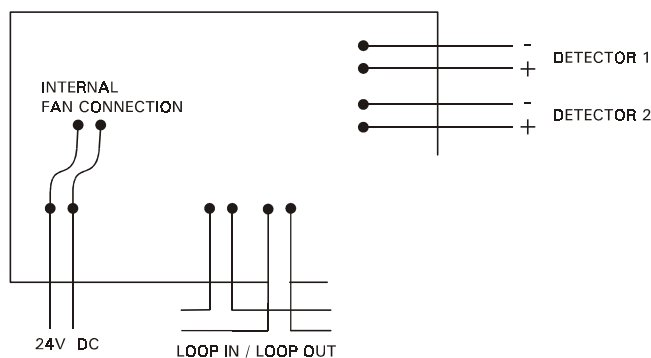 -
DETECTOR 1
+
INTERNAL
FAN CONNECTION
-
DETECTOR 2
+
24V DC
LOOP IN / LOOP OUT